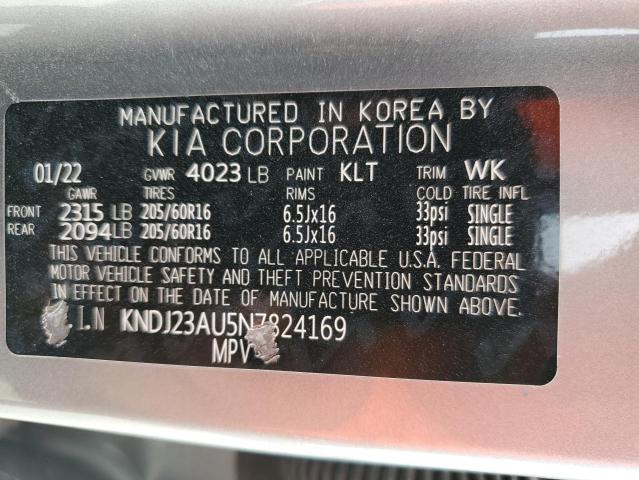 MANUFACTURED IN KOREA BY
KIA CORPORATION
01/22 GVWR 4023 LB PAINT KLT TRIM WK
GAWR TIRES RIMS COLD TIRE INFL
FRONT 2315 LB 205/60R16 6.5Jx16 33psi SINGLE
REAR 2094LB 205/60R16 6.5Jx16 33psi SINGLE
THIS VEHICLE CONFORMS TO ALL APPLICABLE U.S.A. FEDERAL
MOTOR VEHICLE SAFETY AND THEFT PREVENTION STANDARDS
IN EFFECT ON THE DATE OF MANUFACTURE SHOWN ABOVE.
I.N KNDJ23AU5N7824169
MPV